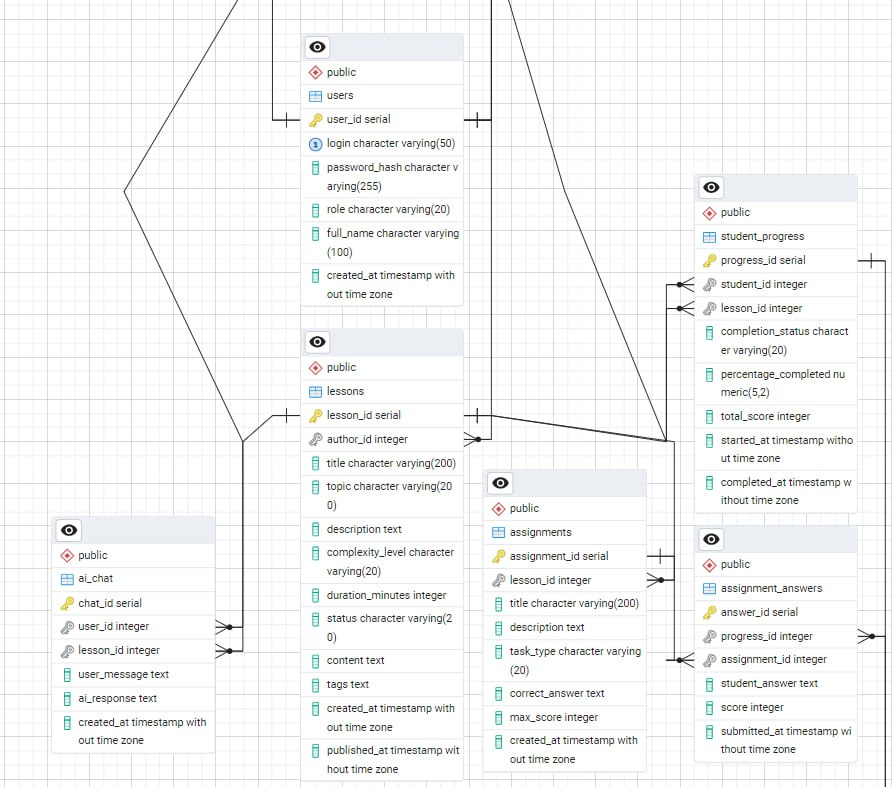 public
users
user_id serial
login character varying(50)
password_hash character v
arying(255)
role character varying(20)
full_name character varying
(100)
created_at timestamp with
out time zone
public
lessons
lesson_id serial
author_id integer
title character varying(200)
topic character varying(20
0)
description text
complexity_level character
varying(20)
duration_minutes integer
status character varying(2
0)
content text
tags text
created_at timestamp with
out time zone
published_at timestamp wit
hout time zone
public
ai_chat
chat_id serial
user_id integer
lesson_id integer
user_message text
ai_response text
created_at timestamp with
out time zone
public
assignments
assignment_id serial
lesson_id integer
title character varying(200)
description text
task_type character varying
(20)
correct_answer text
max_score integer
created_at timestamp with
out time zone
public
student_progress
progress_id serial
student_id integer
lesson_id integer
completion_status charact
er varying(20)
percentage_completed nu
meric(5,2)
total_score integer
started_at timestamp witho
ut time zone
completed_at timestamp w
ithout time zone
public
assignment_answers
answer_id serial
progress_id integer
assignment_id integer
student_answer text
score integer
submitted_at timestamp wi
thout time zone